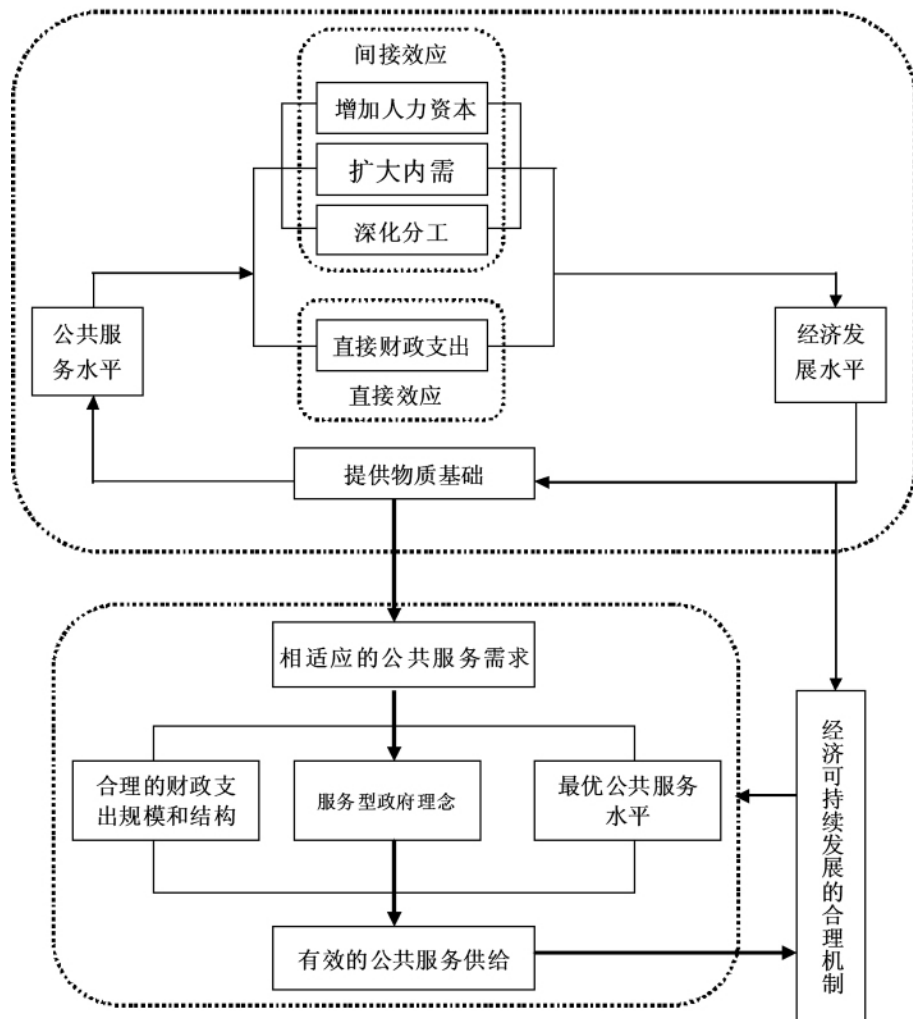 间接效应
增加人力资本
扩大内需
深化分工
公共服
务水平
直接财政支出
直接效应
经济发
展水平
提供物质基础
相适应的公共服务需求
合理的财政支
出规模和结构
服务型政府理念
最优公共服务
水平
有效的公共服务供给
经济可持续发展的合理机制